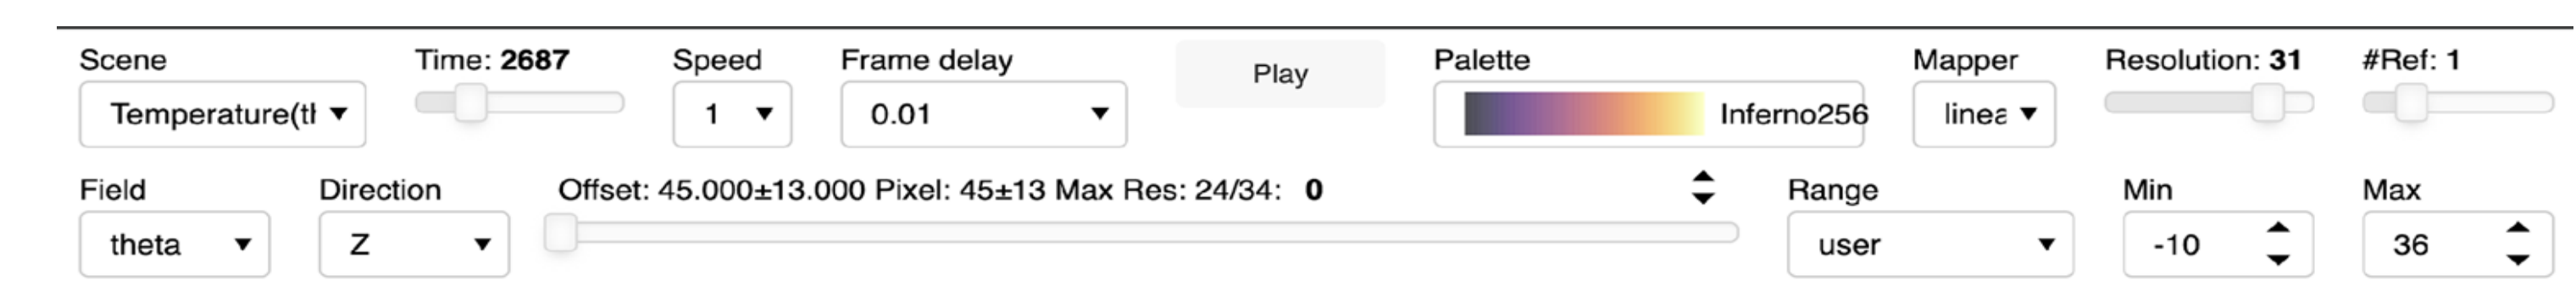 Scene Time: 2687 Speed Frame delay Play Palette Mapper Resolution: 31 #Ref: 1
Temperature(tl 1 0.01 Inferno256 linea
Field Direction Offset: 45.000±13.000 Pixel: 45±13 Max Res: 24/34: 0 Range Min Max
theta Z user -10 36